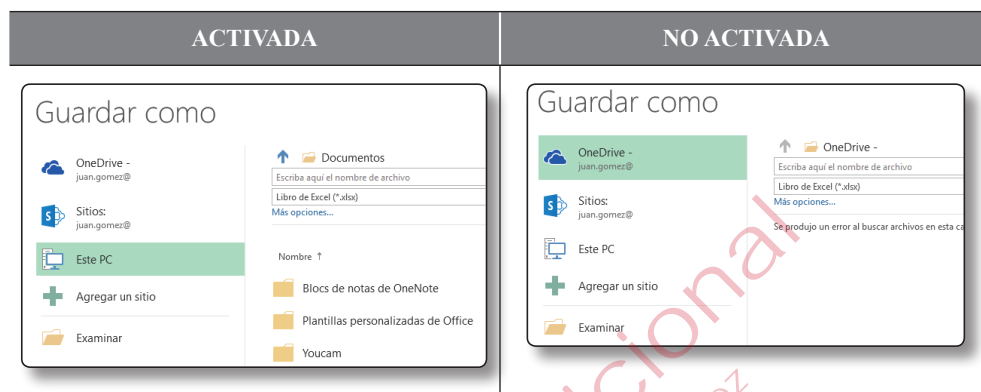 ACTIVADA
NO ACTIVADA
Guardar como
OneDrive -
juan.gomez@
Sitios:
juan.gomez@
Este PC
Agregar un sitio
Examinar
Documentos
Escriba aquí el nombre de archivo
Libro de Excel (*.xlsx)
Más opciones...
Nombre ↑
Blocs de notas de OneNote
Plantillas personalizadas de Office
Youcam
Guardar como
OneDrive -
juan.gomez@
Sitios:
juan.gomez@
Este PC
Agregar un sitio
Examinar
OneDrive -
Escriba aquí el nombre de archivo
Libro de Excel (*.xlsx)
Más opciones...
Se produjo un error al buscar archivos en esta